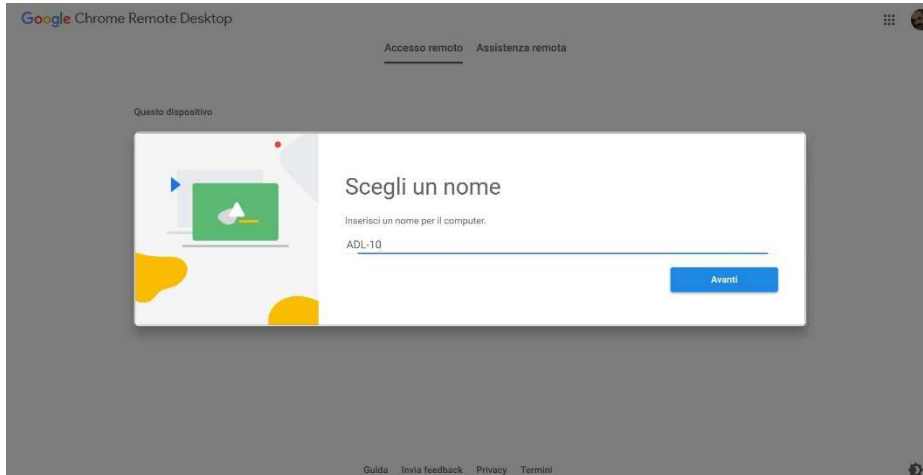 Google Chrome Remote Desktop
Accesso remoto Assistenza remota
Questo dispositivo
Scegli un nome
Inserisci un nome per il computer.
ADL-10
Avanti
Guida Invia feedback Privacy Termini